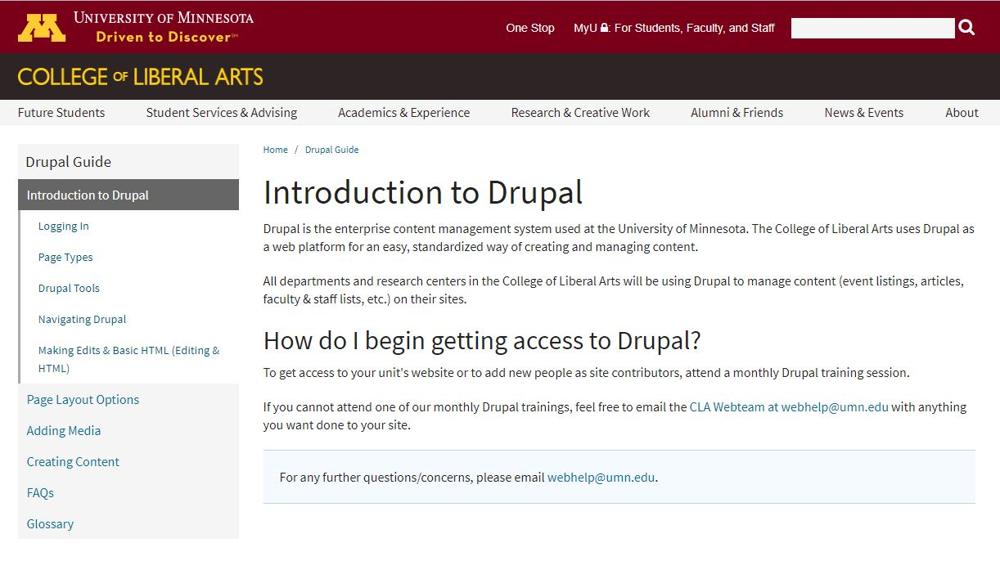 UNIVERSITY OF MINNESOTA
Driven to Discover℠
One Stop
MyU : For Students, Faculty, and Staff
COLLEGE OF LIBERAL ARTS
Future Students
Student Services & Advising
Academics & Experience
Research & Creative Work
Alumni & Friends
News & Events
About
Drupal Guide
Introduction to Drupal
Logging In
Page Types
Drupal Tools
Navigating Drupal
Making Edits & Basic HTML (Editing &
HTML)
Page Layout Options
Adding Media
Creating Content
FAQs
Glossary
Home / Drupal Guide
Introduction to Drupal
Drupal is the enterprise content management system used at the University of Minnesota. The College of Liberal Arts uses Drupal as
a web platform for an easy, standardized way of creating and managing content.
All departments and research centers in the College of Liberal Arts will be using Drupal to manage content (event listings, articles,
faculty & staff lists, etc.) on their sites.
How do I begin getting access to Drupal?
To get access to your unit's website or to add new people as site contributors, attend a monthly Drupal training session.
If you cannot attend one of our monthly Drupal trainings, feel free to email the CLA Webteam at webhelp@umn.edu with anything
you want done to your site.
For any further questions/concerns, please email webhelp@umn.edu.